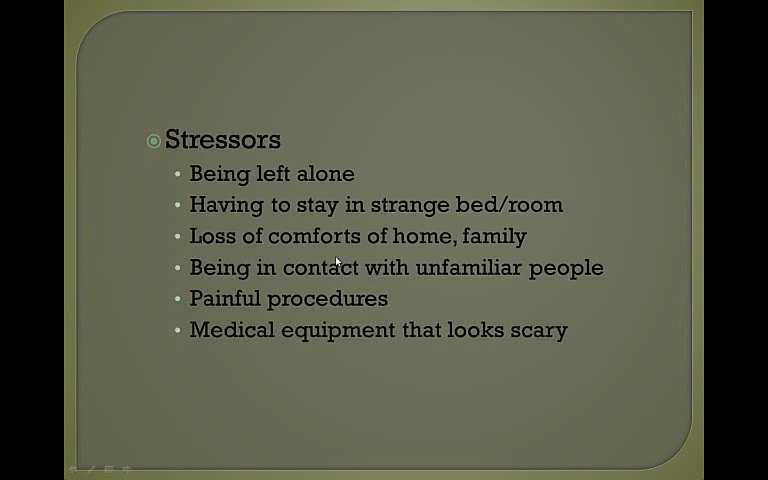 Stressors
Being left alone
Having to stay in strange bed/room
Loss of comforts of home, family
Being in contact with unfamiliar people
Painful procedures
Medical equipment that looks scary